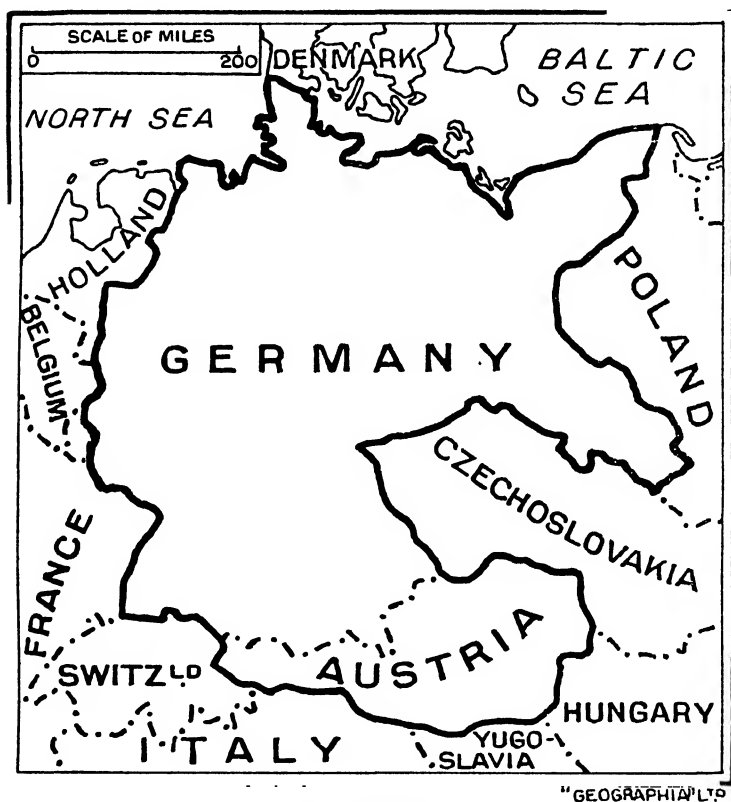 SCALE OF MILES
0 200
DENMARK
BALTIC
SEA
NORTH SEA
HOLLAND
POLAND
BELGIUM
GERMANY
CZECHOSLOVAKIA
FRANCE
AUSTRIA
SWITZLD
HUNGARY
ITALY
YUGO-
SLAVIA
"GEOGRAPHIA" LTD